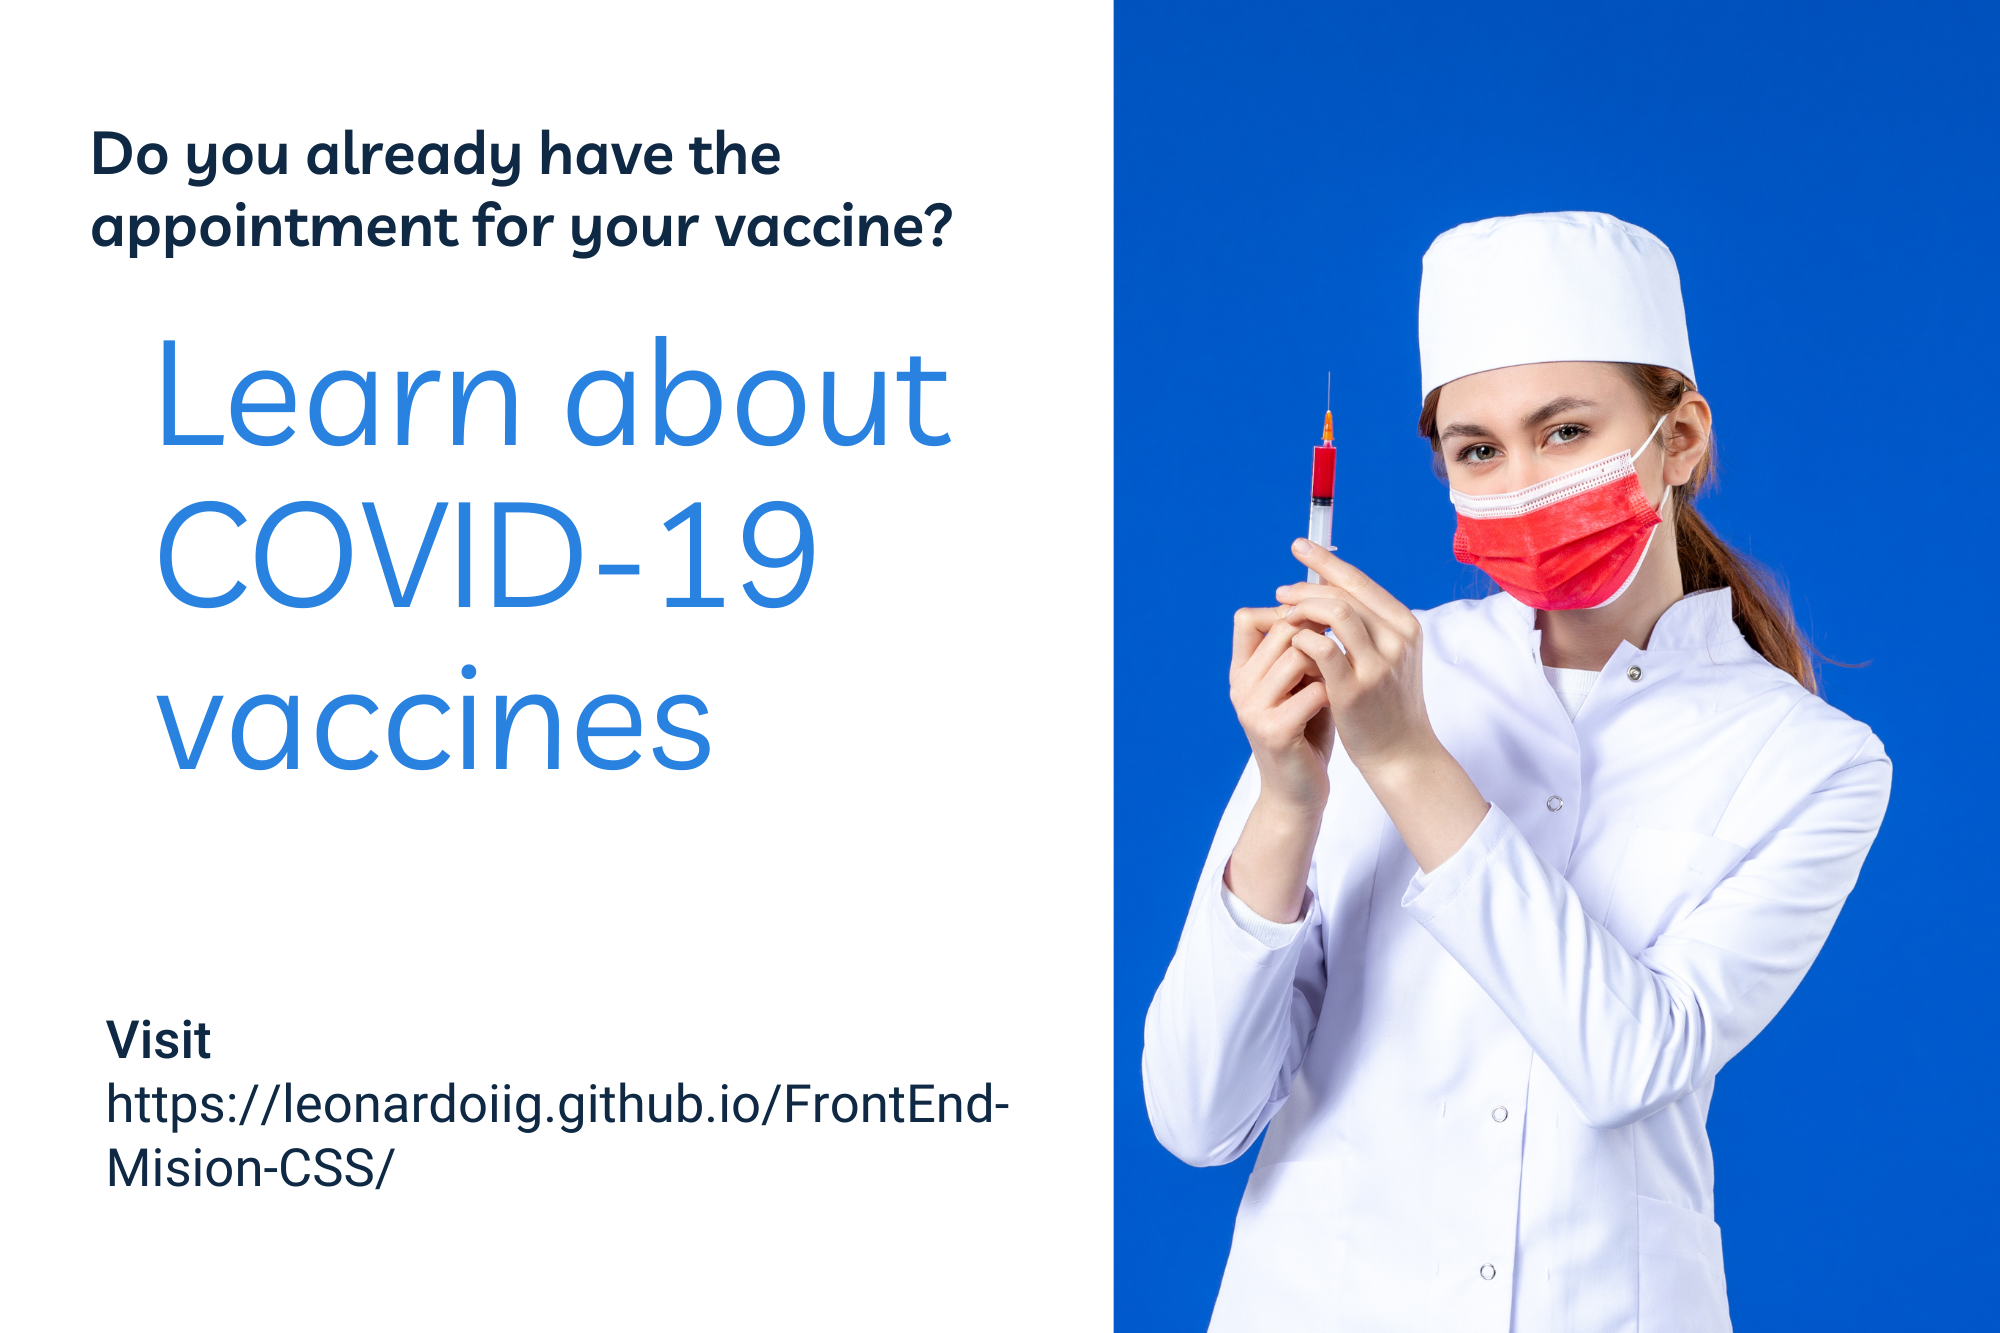 Do you already have the
appointment for your vaccine?
Learn about
COVID-19
vaccines
Visit
https://leonardoiig.github.io/FrontEnd-
Mision-CSS/